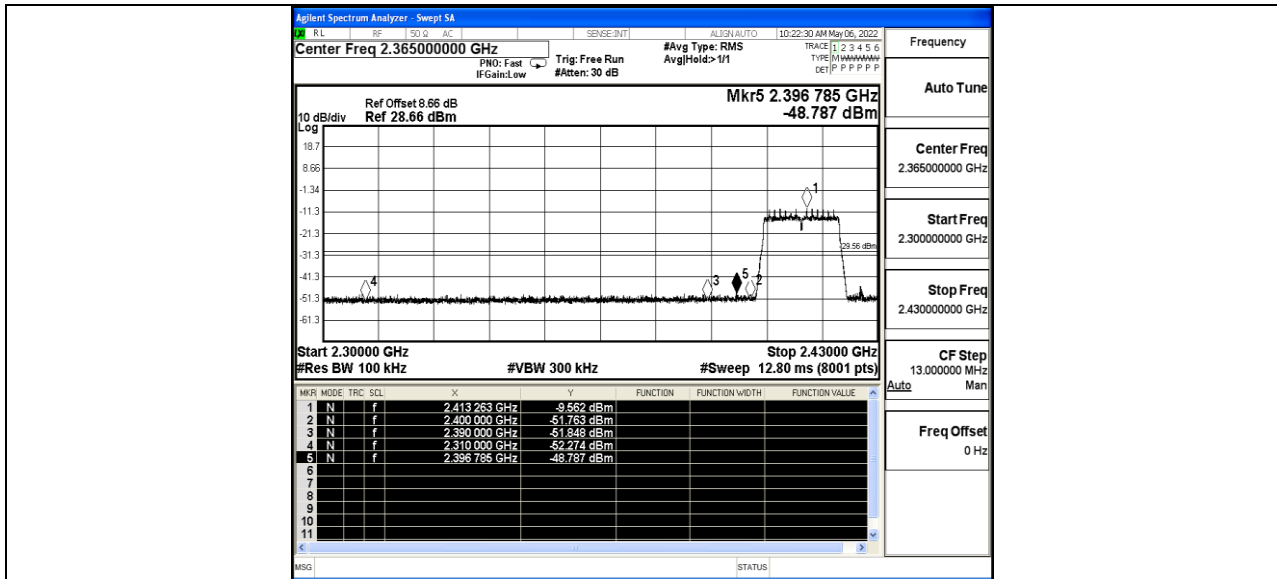 Agilent Spectrum Analyzer - Swept SA
RL RF 50 Ω AC SENSE:INT ALIGN AUTO 10:22:30 AM May 06, 2022
Center Freq 2.365000000 GHz
PNO: Fast
IFGain:Low
Trig: Free Run
#Atten: 30 dB
#Avg Type: RMS
Avg|Hold:>1/1
TRACE 1 2 3 4 5 6
TYPE M WWWWW
DET P P P P P P
Mkr5 2.396 785 GHz
-48.787 dBm
Ref Offset 8.66 dB
10 dB/div Ref 28.66 dBm
Log
18.7
8.66
-1.34
-11.3
-21.3
-31.3
-41.3
-51.3
-61.3
1
29.56 dBm
4
3
5
2
Start 2.30000 GHz Stop 2.43000 GHz
#Res BW 100 kHz #VBW 300 kHz #Sweep 12.80 ms (8001 pts)
MKR MODE TRC SCL X Y FUNCTION FUNCTION WIDTH FUNCTION VALUE
1 N f 2.413 263 GHz -9.562 dBm
2 N f 2.400 000 GHz -51.763 dBm
3 N f 2.390 000 GHz -51.848 dBm
4 N f 2.310 000 GHz -52.274 dBm
5 N f 2.396 785 GHz -48.787 dBm
6
7
8
9
10
11
MSG STATUS
Frequency
Auto Tune
Center Freq
2.365000000 GHz
Start Freq
2.300000000 GHz
Stop Freq
2.430000000 GHz
CF Step
13.000000 MHz
Auto Man
Freq Offset
0 Hz